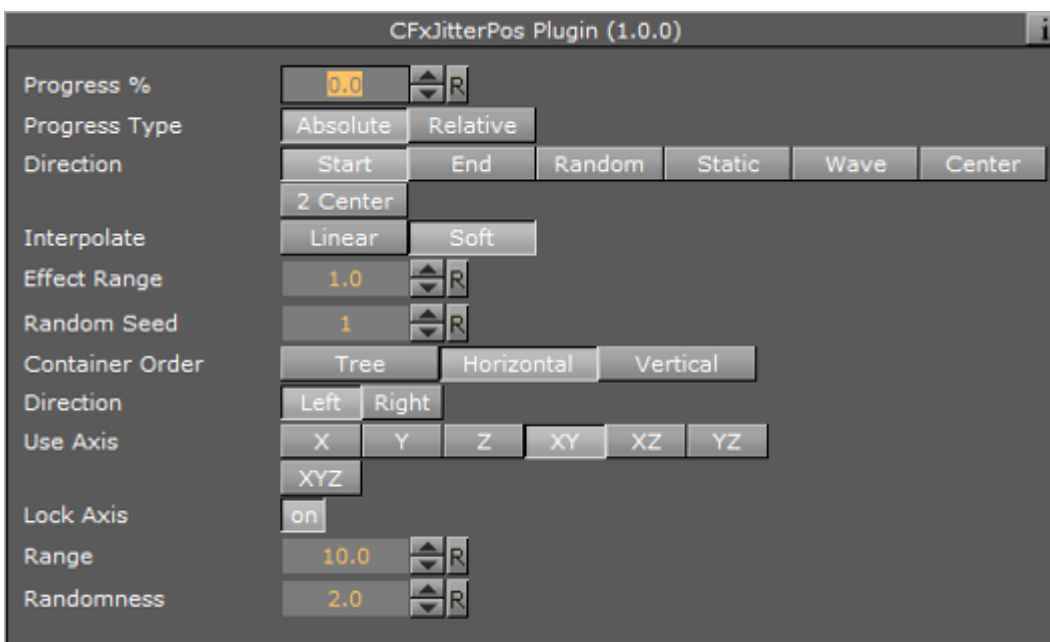 CFxJitterPos Plugin (1.0.0) i
Progress % 0.0 R
Progress Type Absolute Relative
Direction Start End Random Static Wave Center
2 Center
Interpolate Linear Soft
Effect Range 1.0 R
Random Seed 1 R
Container Order Tree Horizontal Vertical
Direction Left Right
Use Axis X Y Z XY XZ YZ
XYZ
Lock Axis on
Range 10.0 R
Randomness 2.0 R